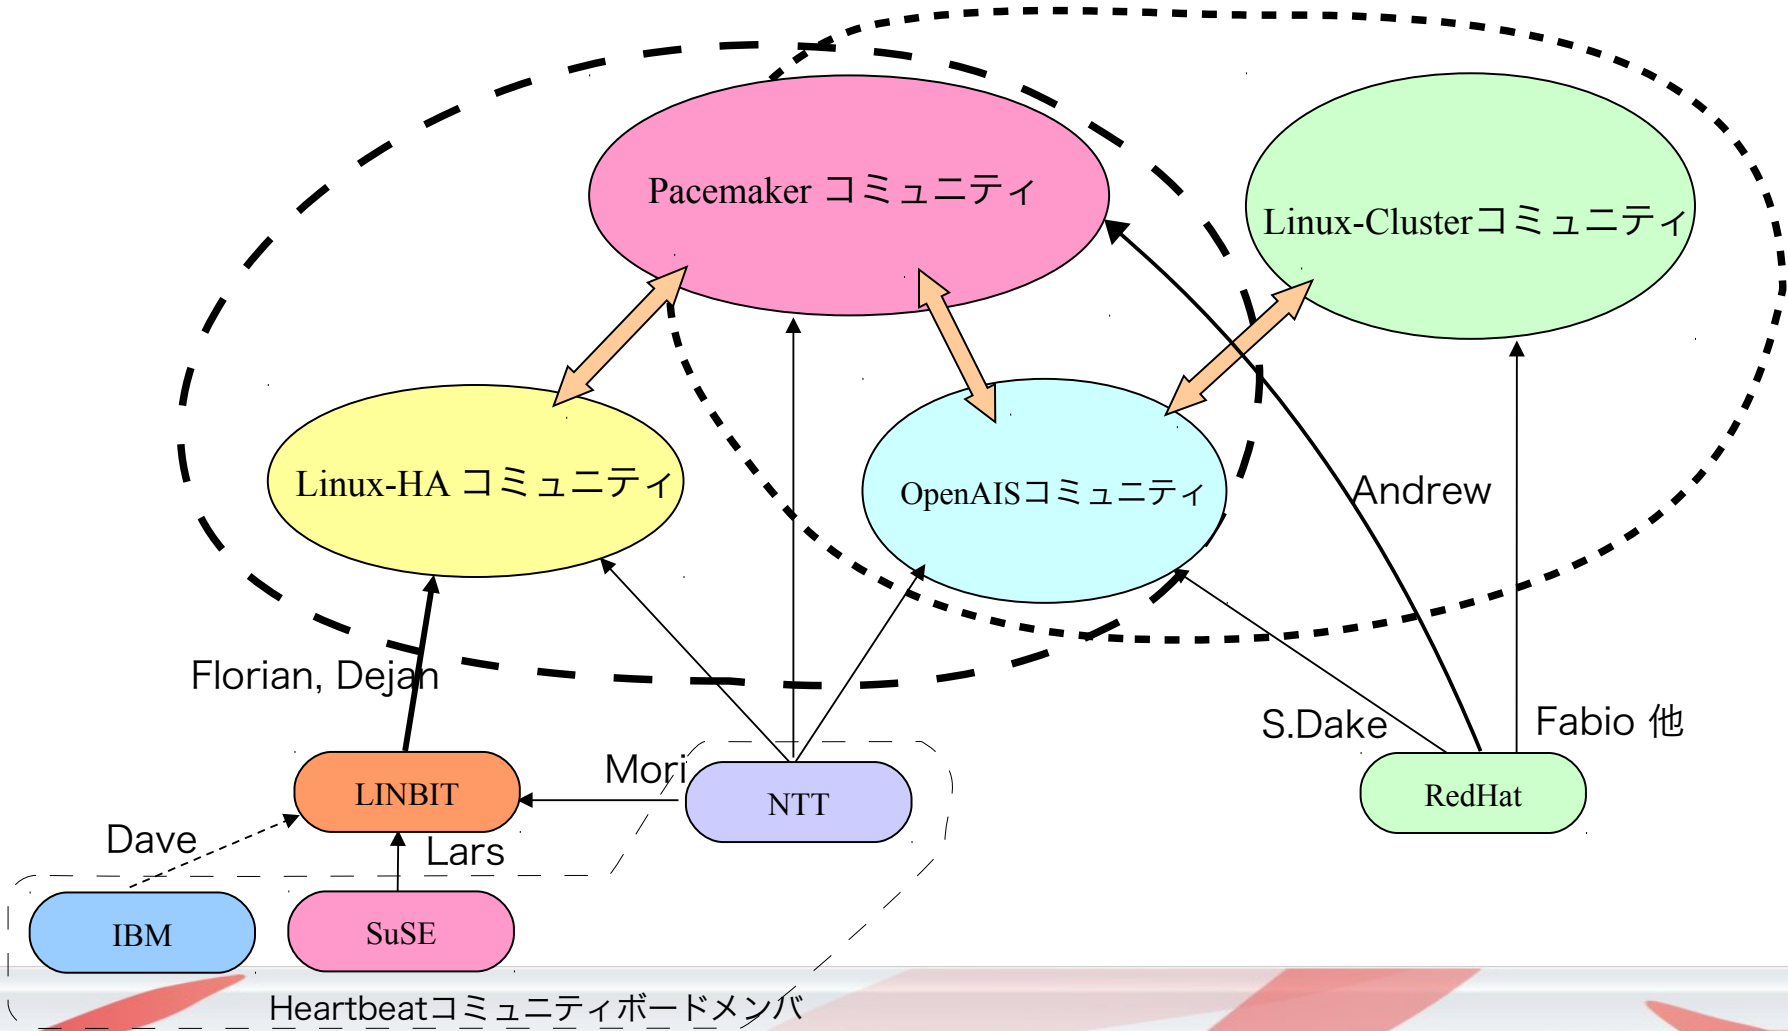 Pacemaker コミュニティ
Linux-Clusterコミュニティ
Linux-HA コミュニティ
OpenAISコミュニティ
Andrew
Florian, Dejan
S.Dake
Fabio 他
Mori
LINBIT
NTT
RedHat
Dave
Lars
IBM
SuSE
Heartbeatコミュニティボードメンバ